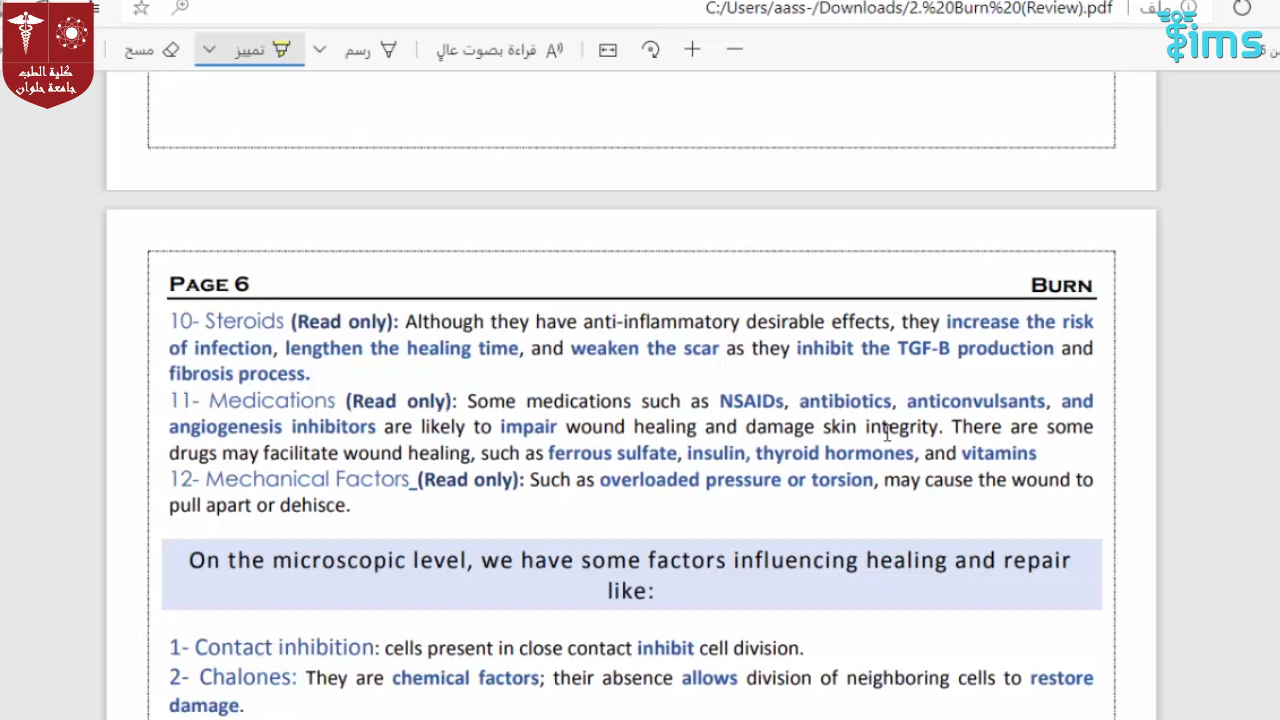 C:/Users/aass-/Downloads/2.%20Burn%20(Review).pdf
ملف
مسح
تمييز
رسم
قراءة بصوت عالٍ
كلية الطب
جامعة حلوان
ims
PAGE 6 BURN
10- Steroids (Read only): Although they have anti-inflammatory desirable effects, they increase the risk
of infection, lengthen the healing time, and weaken the scar as they inhibit the TGF-B production and
fibrosis process.
11- Medications (Read only): Some medications such as NSAIDs, antibiotics, anticonvulsants, and
angiogenesis inhibitors are likely to impair wound healing and damage skin integrity. There are some
drugs may facilitate wound healing, such as ferrous sulfate, insulin, thyroid hormones, and vitamins
12- Mechanical Factors_(Read only): Such as overloaded pressure or torsion, may cause the wound to
pull apart or dehisce.
On the microscopic level, we have some factors influencing healing and repair
like:
1- Contact inhibition: cells present in close contact inhibit cell division.
2- Chalones: They are chemical factors; their absence allows division of neighboring cells to restore
damage.